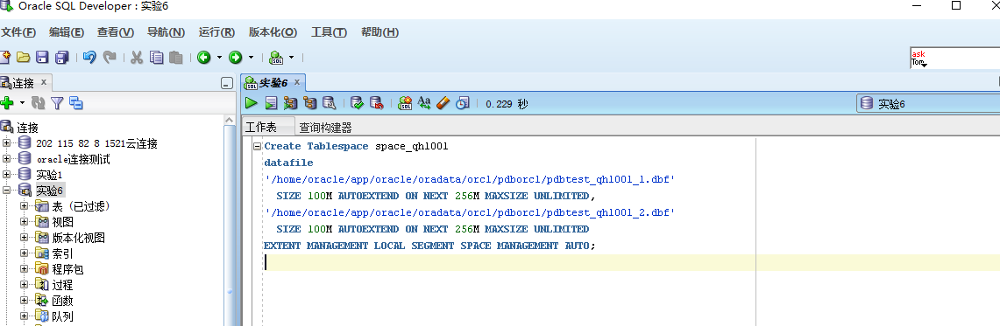 Oracle SQL Developer : 实验6
文件(F) 编辑(E) 查看(V) 导航(N) 运行(R) 版本化(O) 工具(T) 帮助(H)
SQL
ask
Tom
连接 x
SQL 实验6 x
SQL Aa 0.229 秒 实验6
工作表 查询构建器
连接
202 115 82 8 1521云连接
oracle连接测试
实验1
实验6
表 (已过滤)
视图
版本化视图
索引
程序包
过程
函数
队列
Create Tablespace space_qh1001
datafile
'/home/oracle/app/oracle/oradata/orcl/pdborcl/pdbtest_qh1001_1.dbf'
SIZE 100M AUTOEXTEND ON NEXT 256M MAXSIZE UNLIMITED,
'/home/oracle/app/oracle/oradata/orcl/pdborcl/pdbtest_qh1001_2.dbf'
SIZE 100M AUTOEXTEND ON NEXT 256M MAXSIZE UNLIMITED
EXTENT MANAGEMENT LOCAL SEGMENT SPACE MANAGEMENT AUTO;